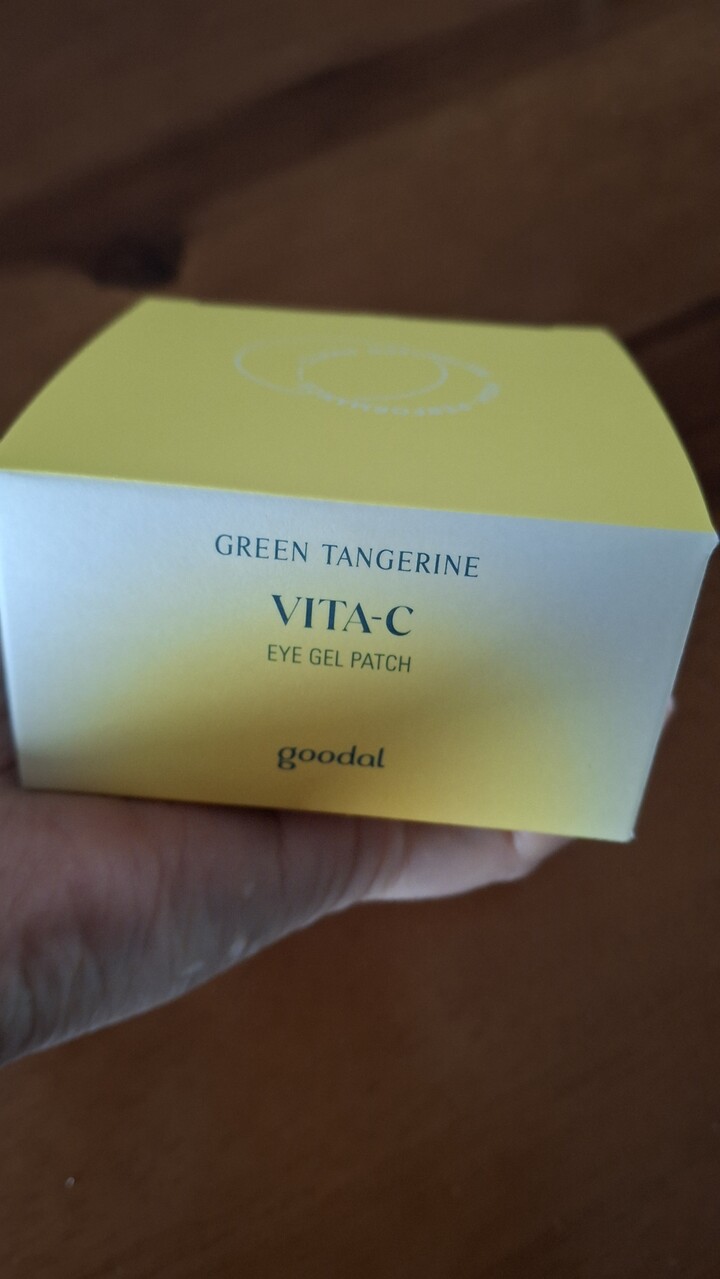 GREEN TANGERINE
VITA-C
EYE GEL PATCH
goodal